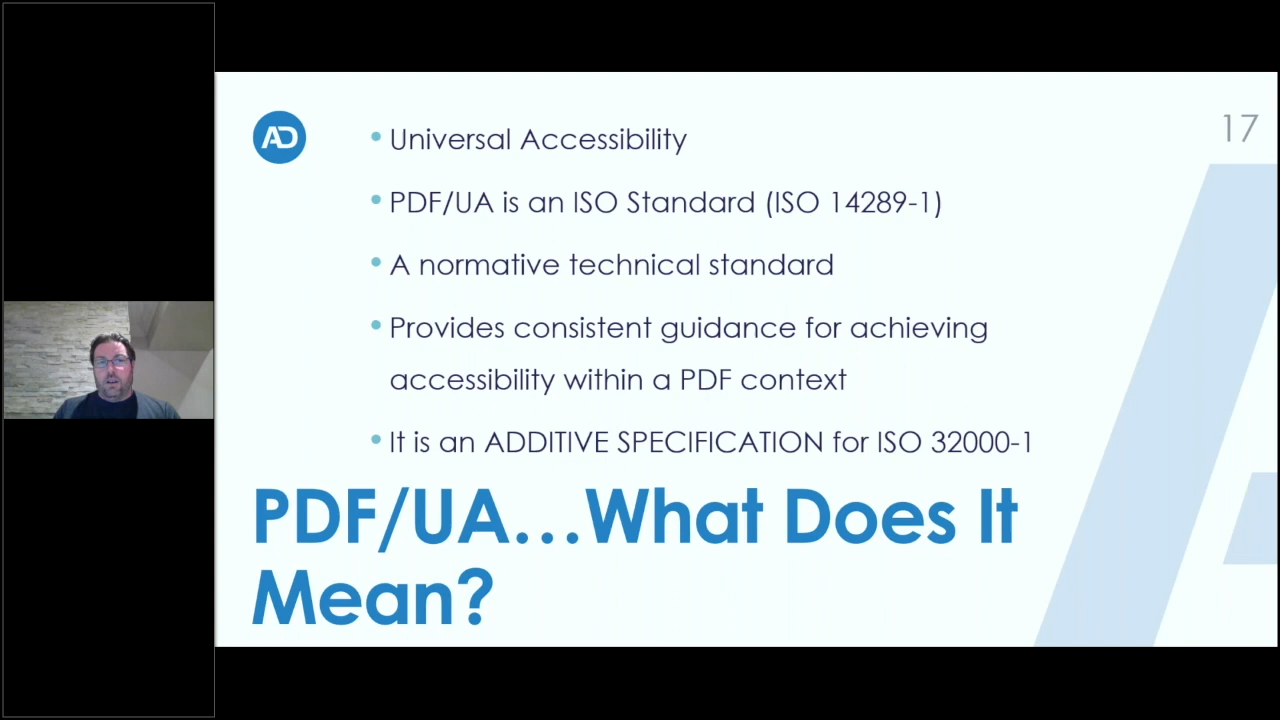 AD
17
• Universal Accessibility
• PDF/UA is an ISO Standard (ISO 14289-1)
• A normative technical standard
• Provides consistent guidance for achieving
accessibility within a PDF context
• It is an ADDITIVE SPECIFICATION for ISO 32000-1
PDF/UA...What Does It
Mean?